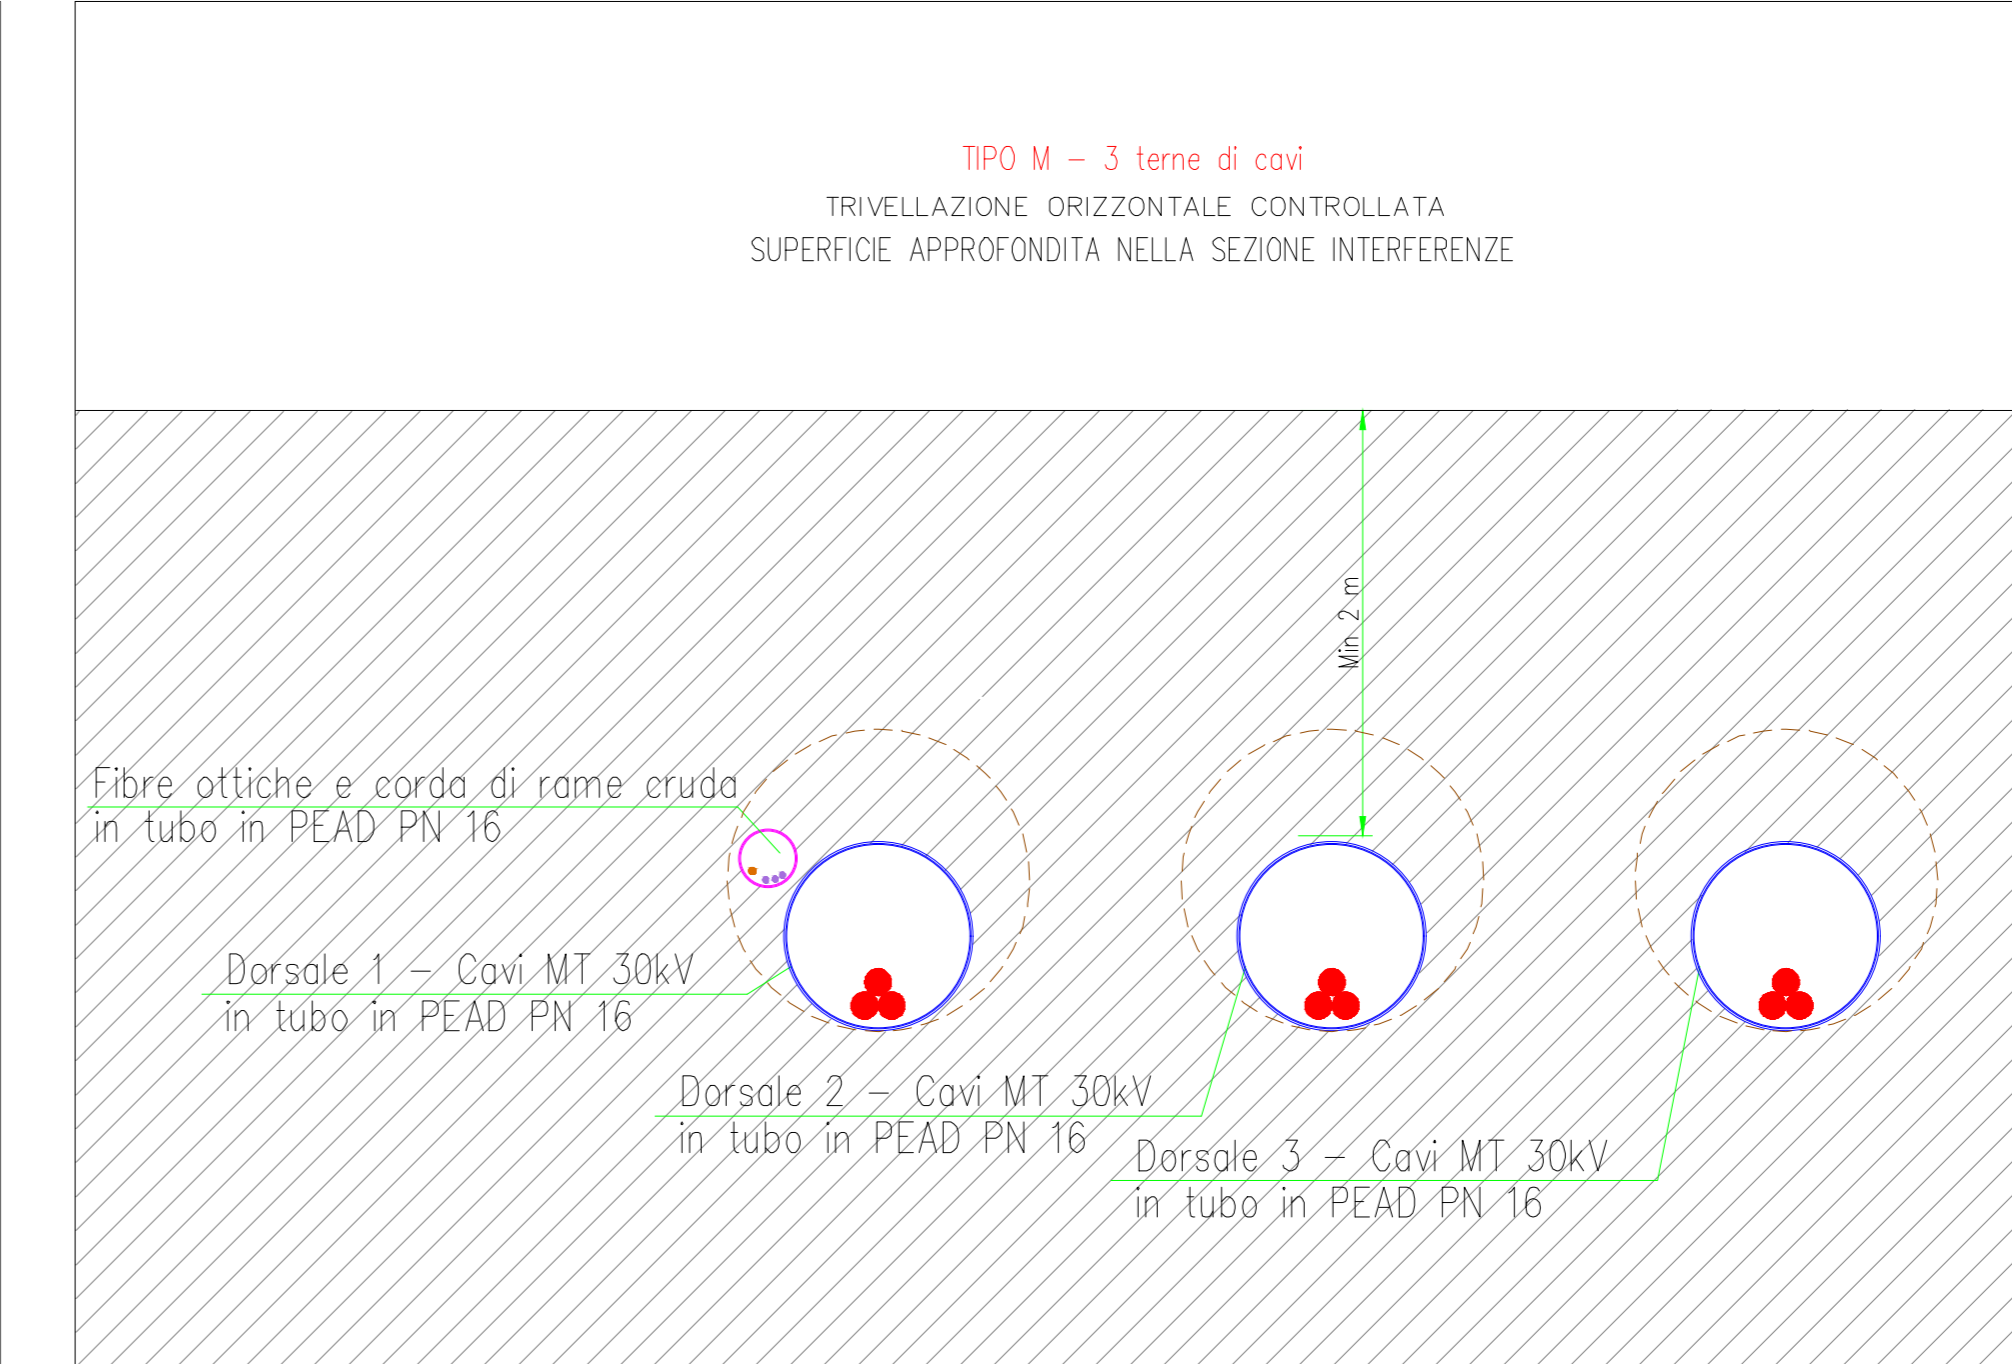 TIPO M - 3 terne di cavi
TRIVELLAZIONE ORIZZONTALE CONTROLLATA
SUPERFICIE APPROFONDITA NELLA SEZIONE INTERFERENZE
Min 2 m
Fibre ottiche e corda di rame cruda
in tubo in PEAD PN 16
Dorsale 1 - Cavi MT 30kV
in tubo in PEAD PN 16
Dorsale 2 - Cavi MT 30kV
in tubo in PEAD PN 16
Dorsale 3 - Cavi MT 30kV
in tubo in PEAD PN 16